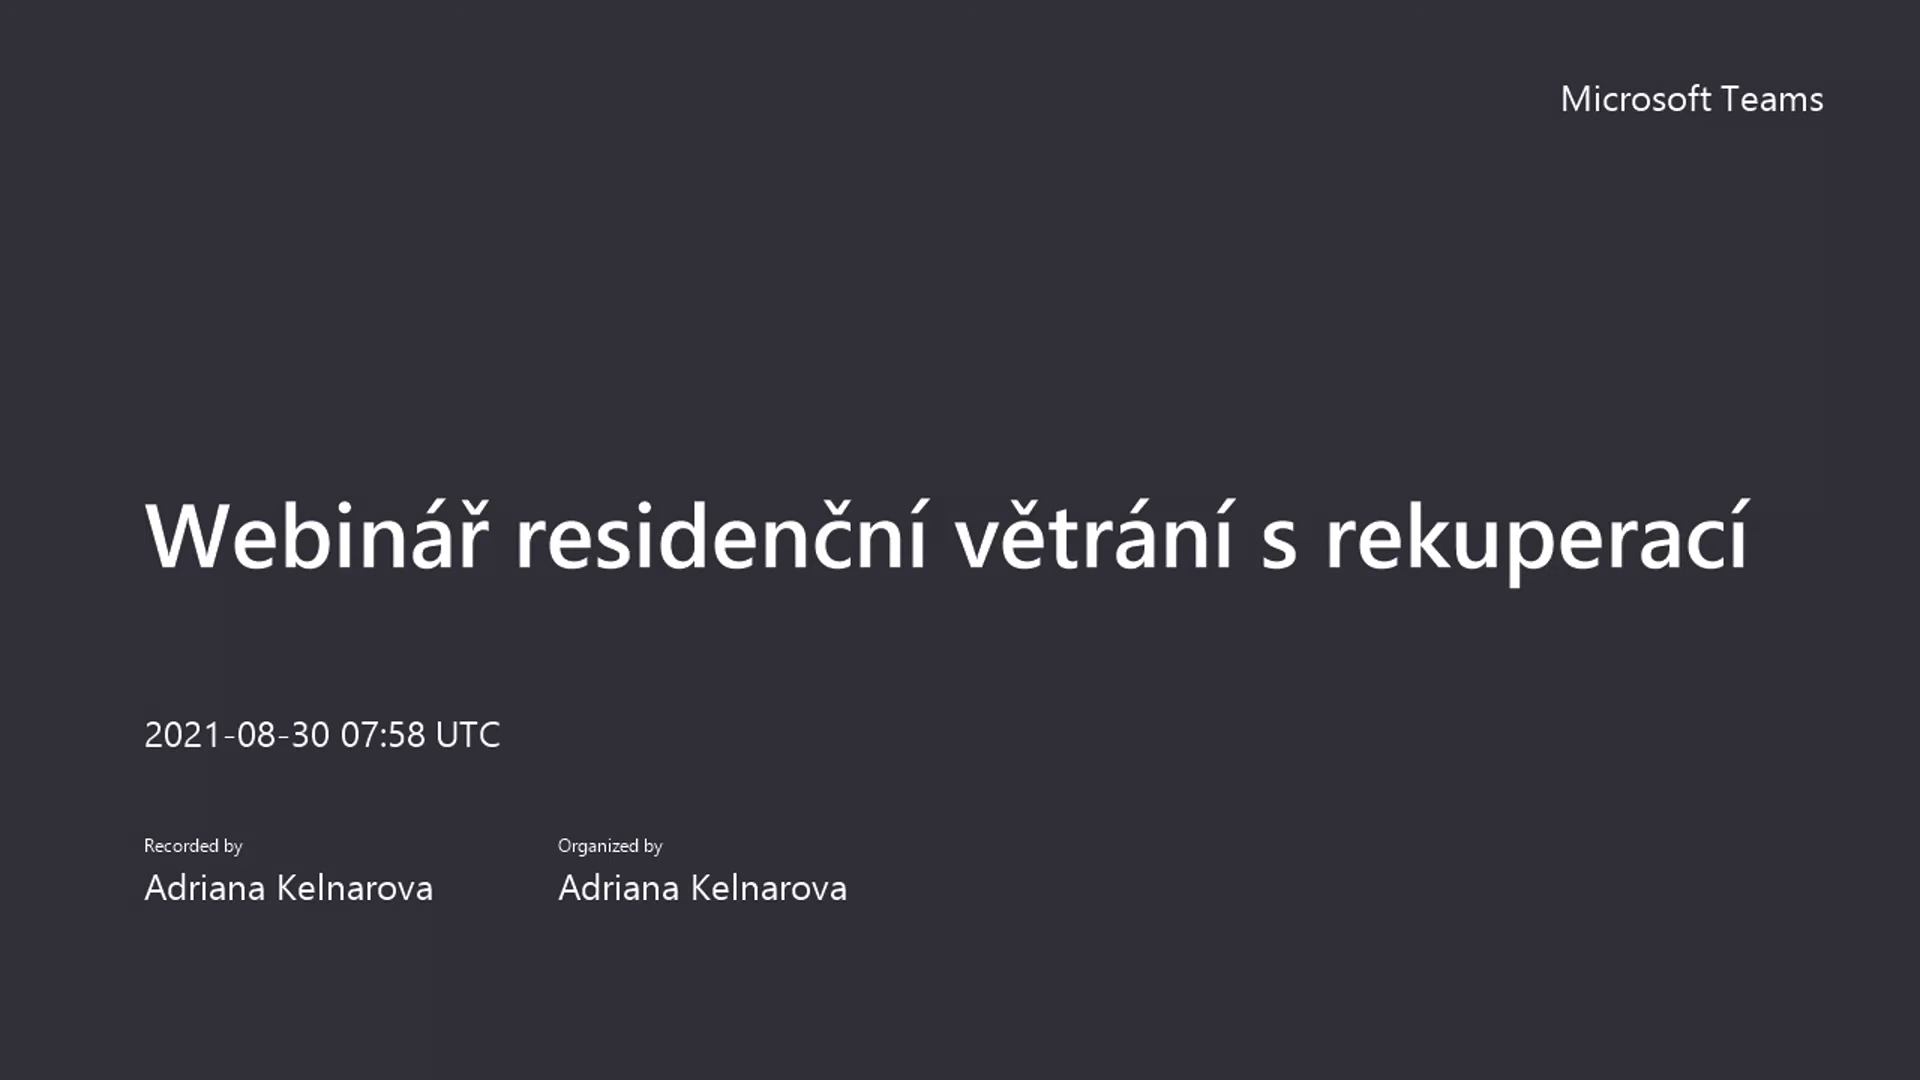 Microsoft Teams
Webinář residenční větrání s rekuperací
2021-08-30 07:58 UTC
Recorded by
Adriana Kelnarova
Organized by
Adriana Kelnarova